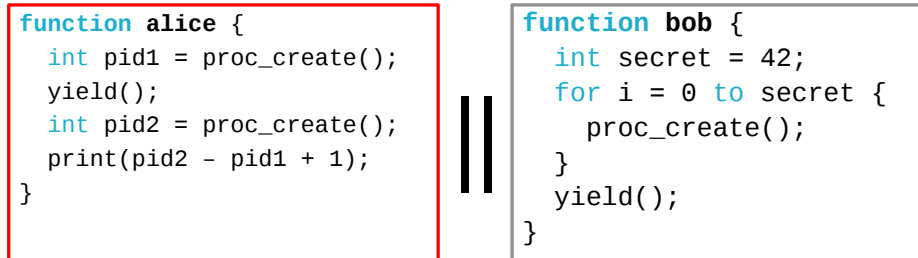 function alice {
int pid1 = proc_create();
yield();
int pid2 = proc_create();
print(pid2 – pid1 + 1);
}
function bob {
int secret = 42;
for i = 0 to secret {
proc_create();
}
yield();
}